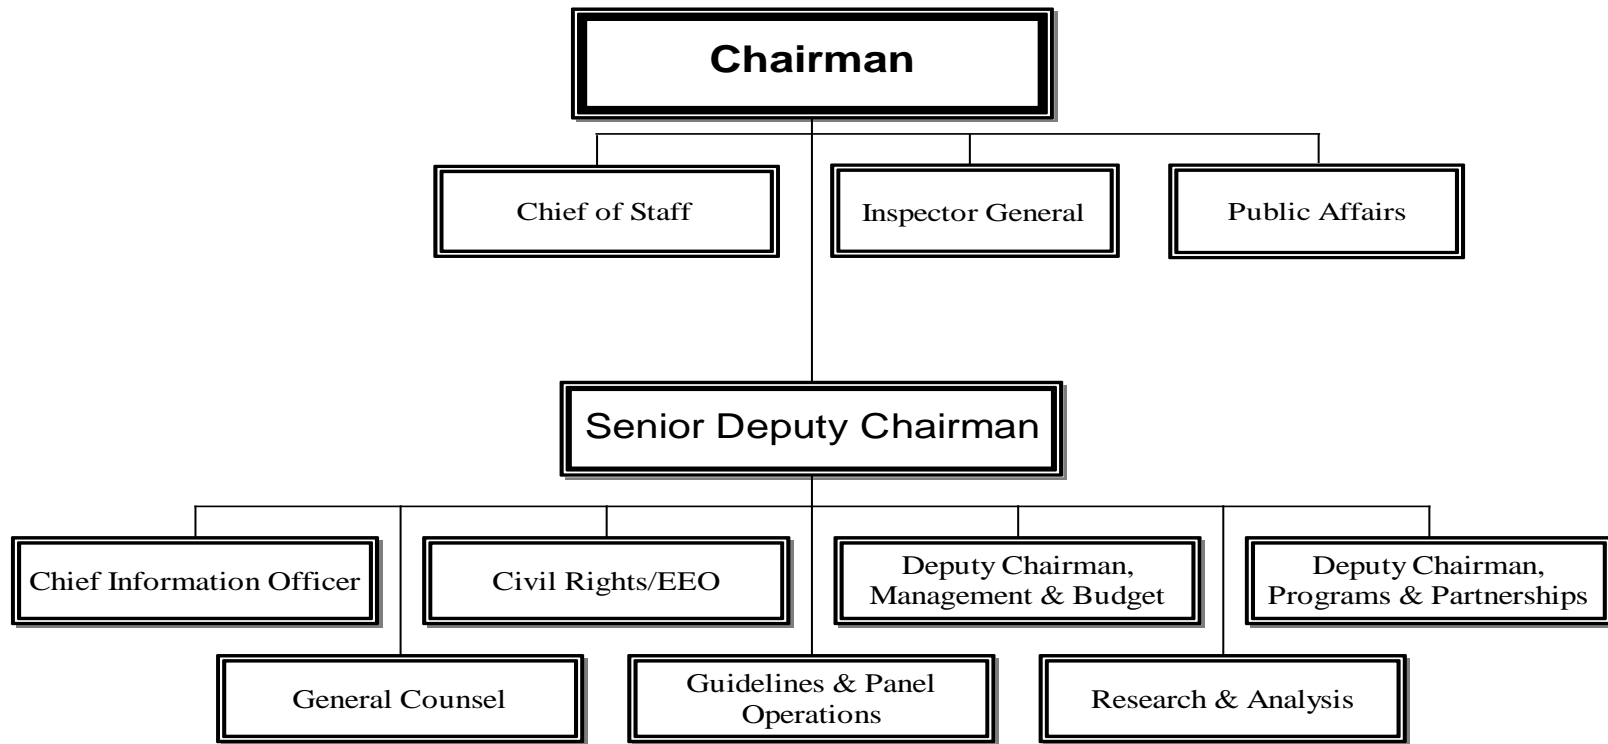 Chairman
Chief of Staff
Inspector General
Public Affairs
Senior Deputy Chairman
Chief Information Officer
Civil Rights/EEO
Deputy Chairman,
Management & Budget
Deputy Chairman,
Programs & Partnerships
General Counsel
Guidelines & Panel
Operations
Research & Analysis